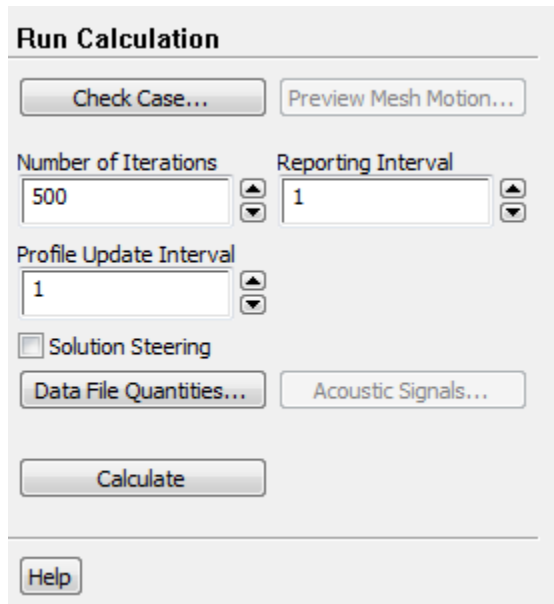 Run Calculation
Check Case... Preview Mesh Motion...
Number of Iterations Reporting Interval
500 1
Profile Update Interval
1
Solution Steering
Data File Quantities... Acoustic Signals...
Calculate
Help